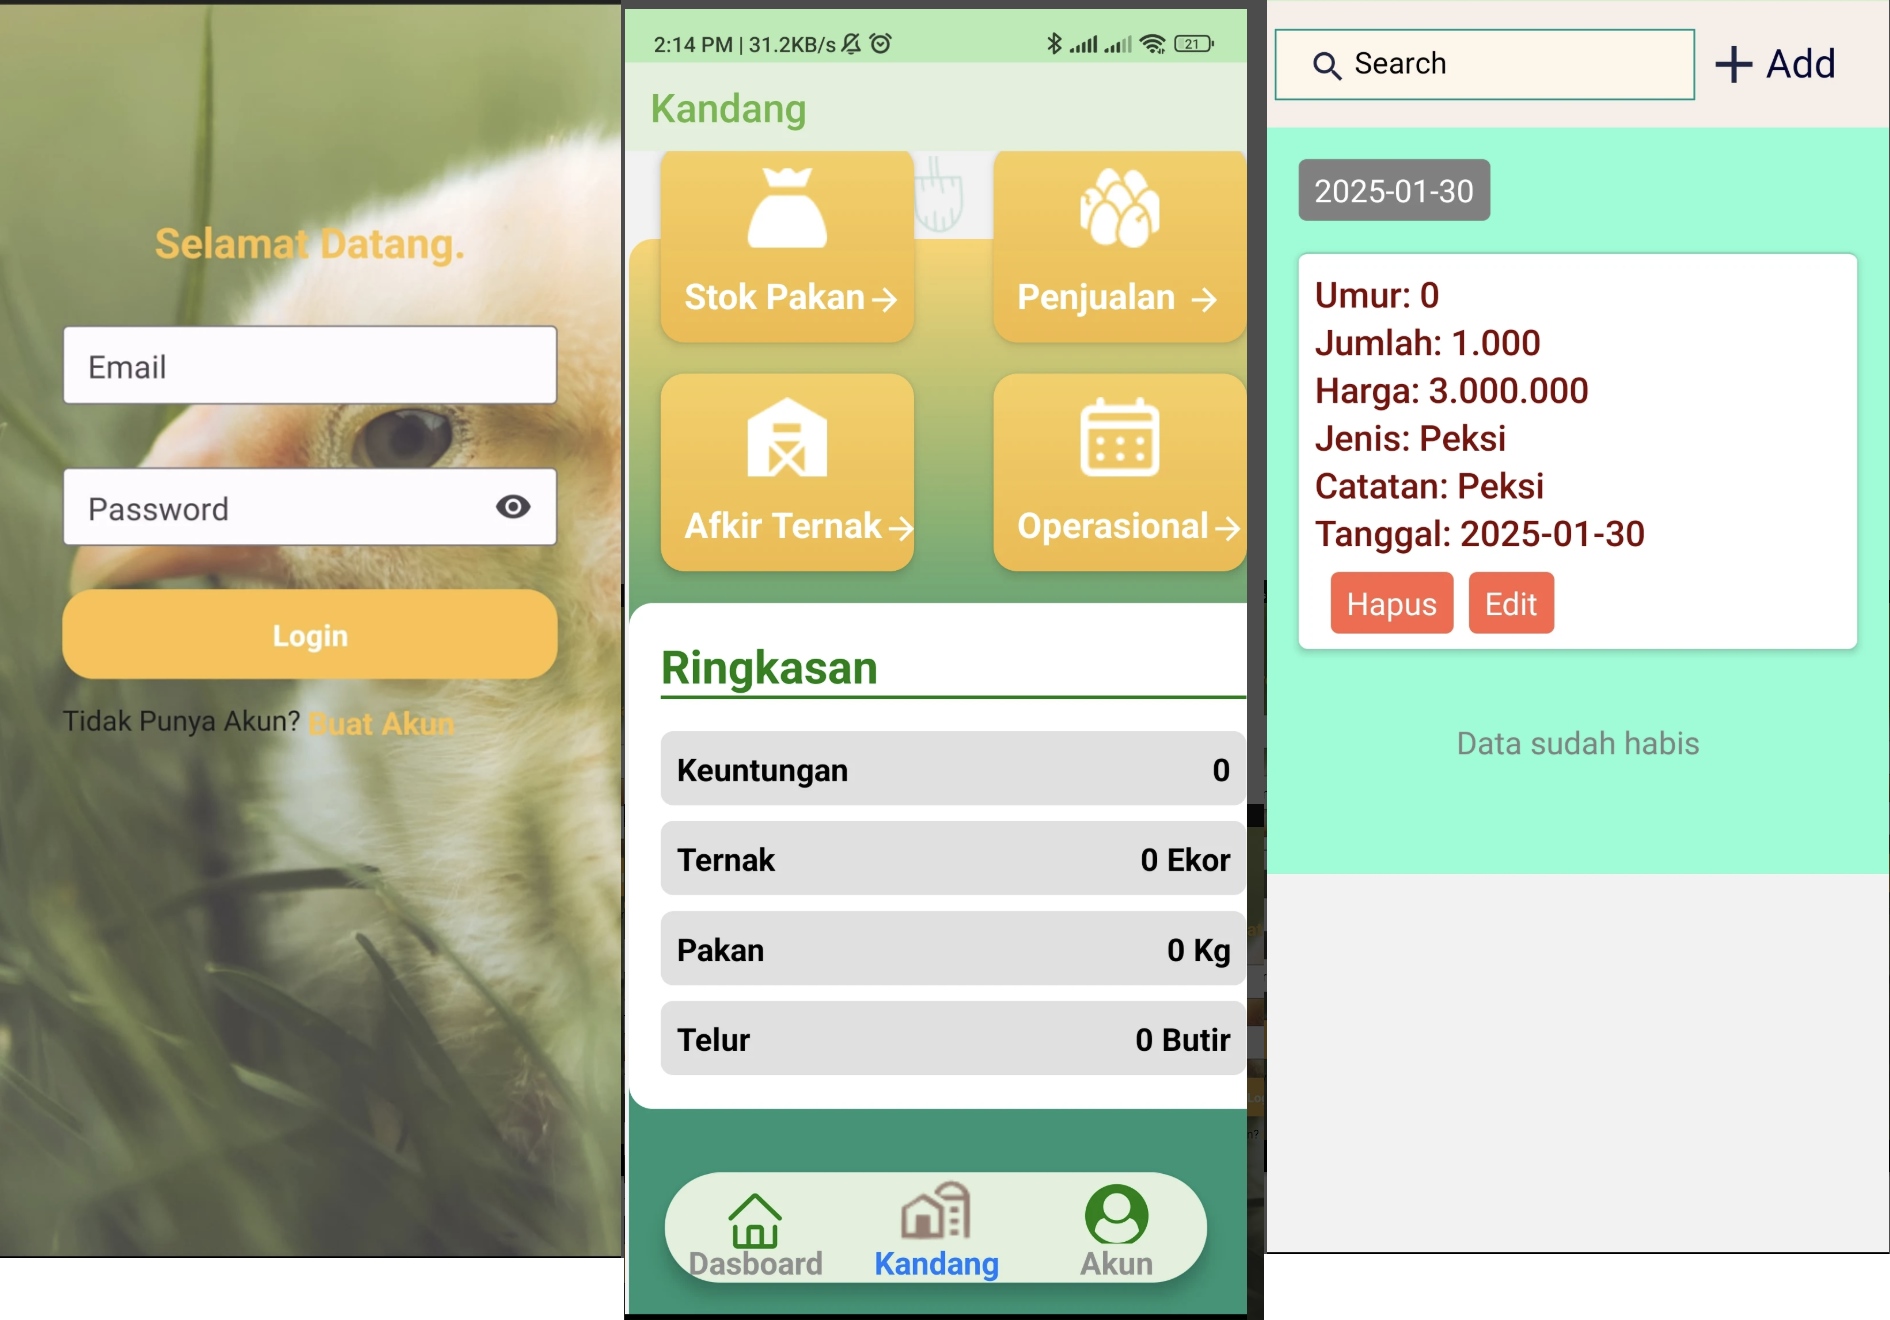 Selamat Datang.
Email
Password
Login
Tidak Punya Akun? Buat Akun
2:14 PM | 31.2KB/s
21
Kandang
Stok Pakan
Penjualan
Afkir Ternak
Operasional
Ringkasan
Keuntungan 0
Ternak 0 Ekor
Pakan 0 Kg
Telur 0 Butir
Dasboard Kandang Akun
Search
Add
2025-01-30
Umur: 0
Jumlah: 1.000
Harga: 3.000.000
Jenis: Peksi
Catatan: Peksi
Tanggal: 2025-01-30
Hapus Edit
Data sudah habis